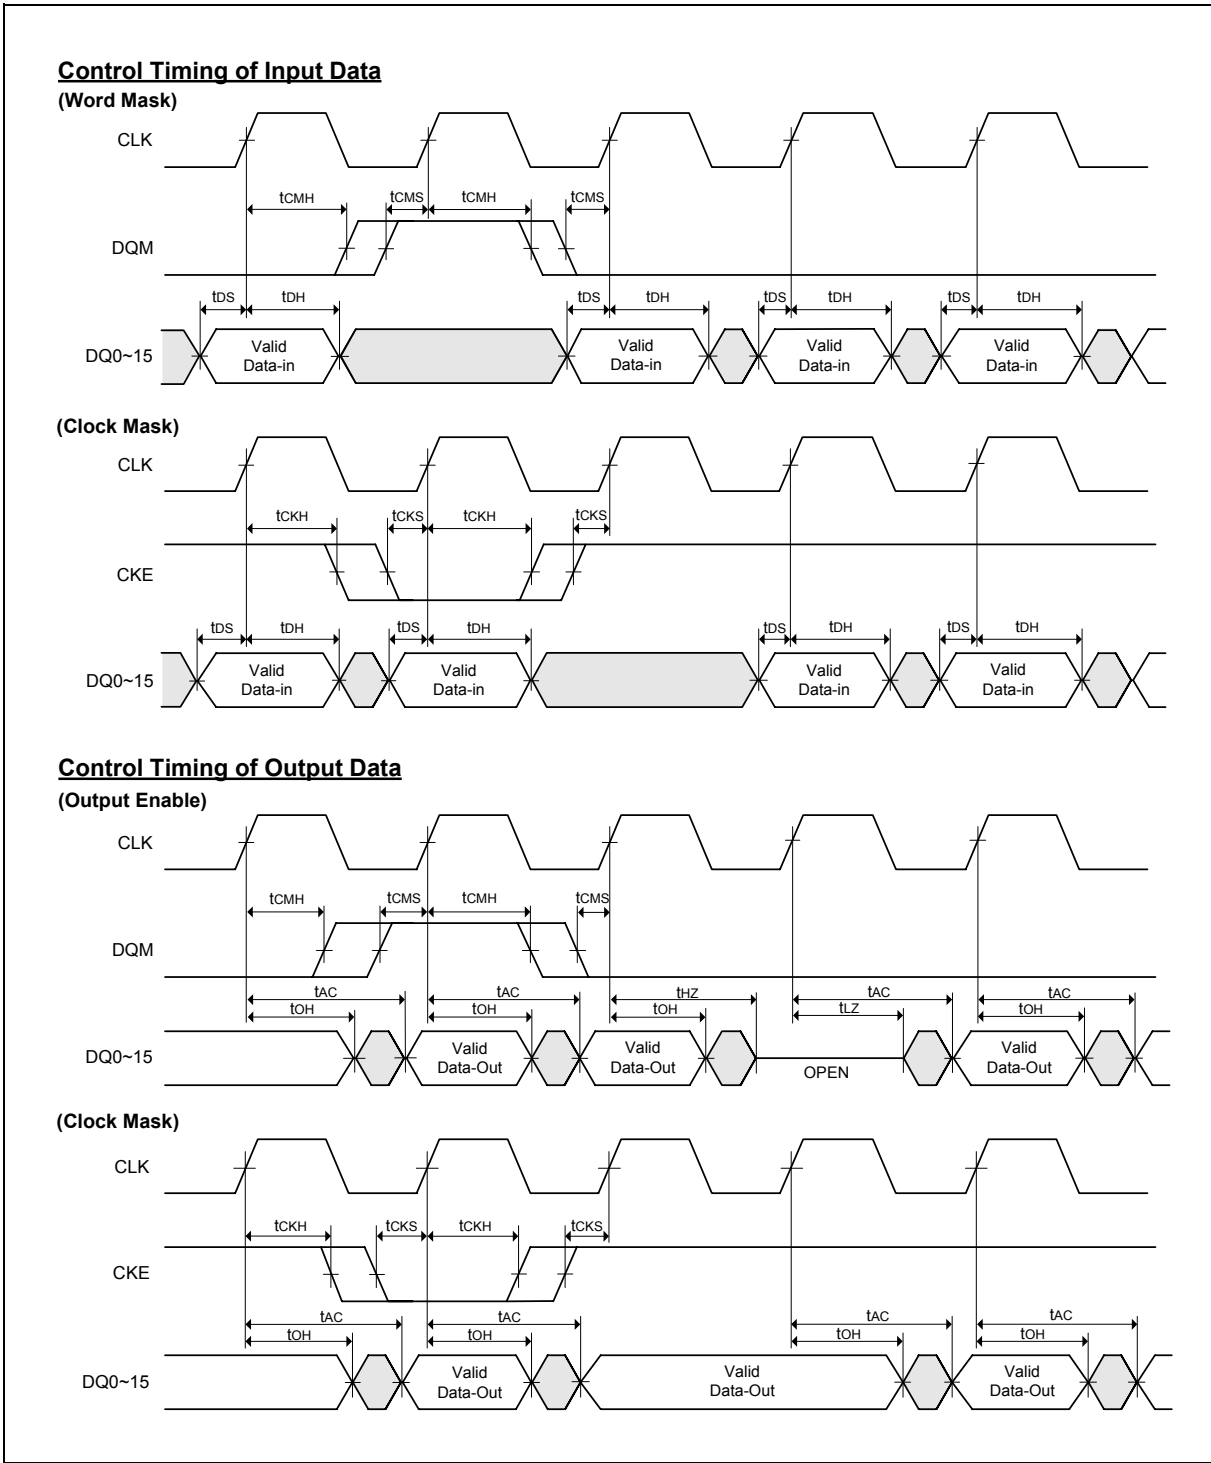 Control Timing of Input Data
(Word Mask)
CLK
tCMH tCMS tCMH tCMS
DQM
tDS tDH tDS tDH tDS tDH tDS tDH
DQ0~15
Valid Data-in
Valid Data-in
Valid Data-in
Valid Data-in
(Clock Mask)
CLK
tCKH tCKS tCKH tCKS
CKE
tDS tDH tDS tDH tDS tDH tDS tDH
DQ0~15
Valid Data-in
Valid Data-in
Valid Data-in
Valid Data-in
Control Timing of Output Data
(Output Enable)
CLK
tCMH tCMS tCMH tCMS
DQM
tAC tAC tHZ tAC tAC
tOH tOH tOH tLZ tOH
DQ0~15
Valid Data-Out
Valid Data-Out
OPEN
Valid Data-Out
(Clock Mask)
CLK
tCKH tCKS tCKH tCKS
CKE
tAC tAC tAC tAC
tOH tOH tOH tOH
DQ0~15
Valid Data-Out
Valid Data-Out
Valid Data-Out